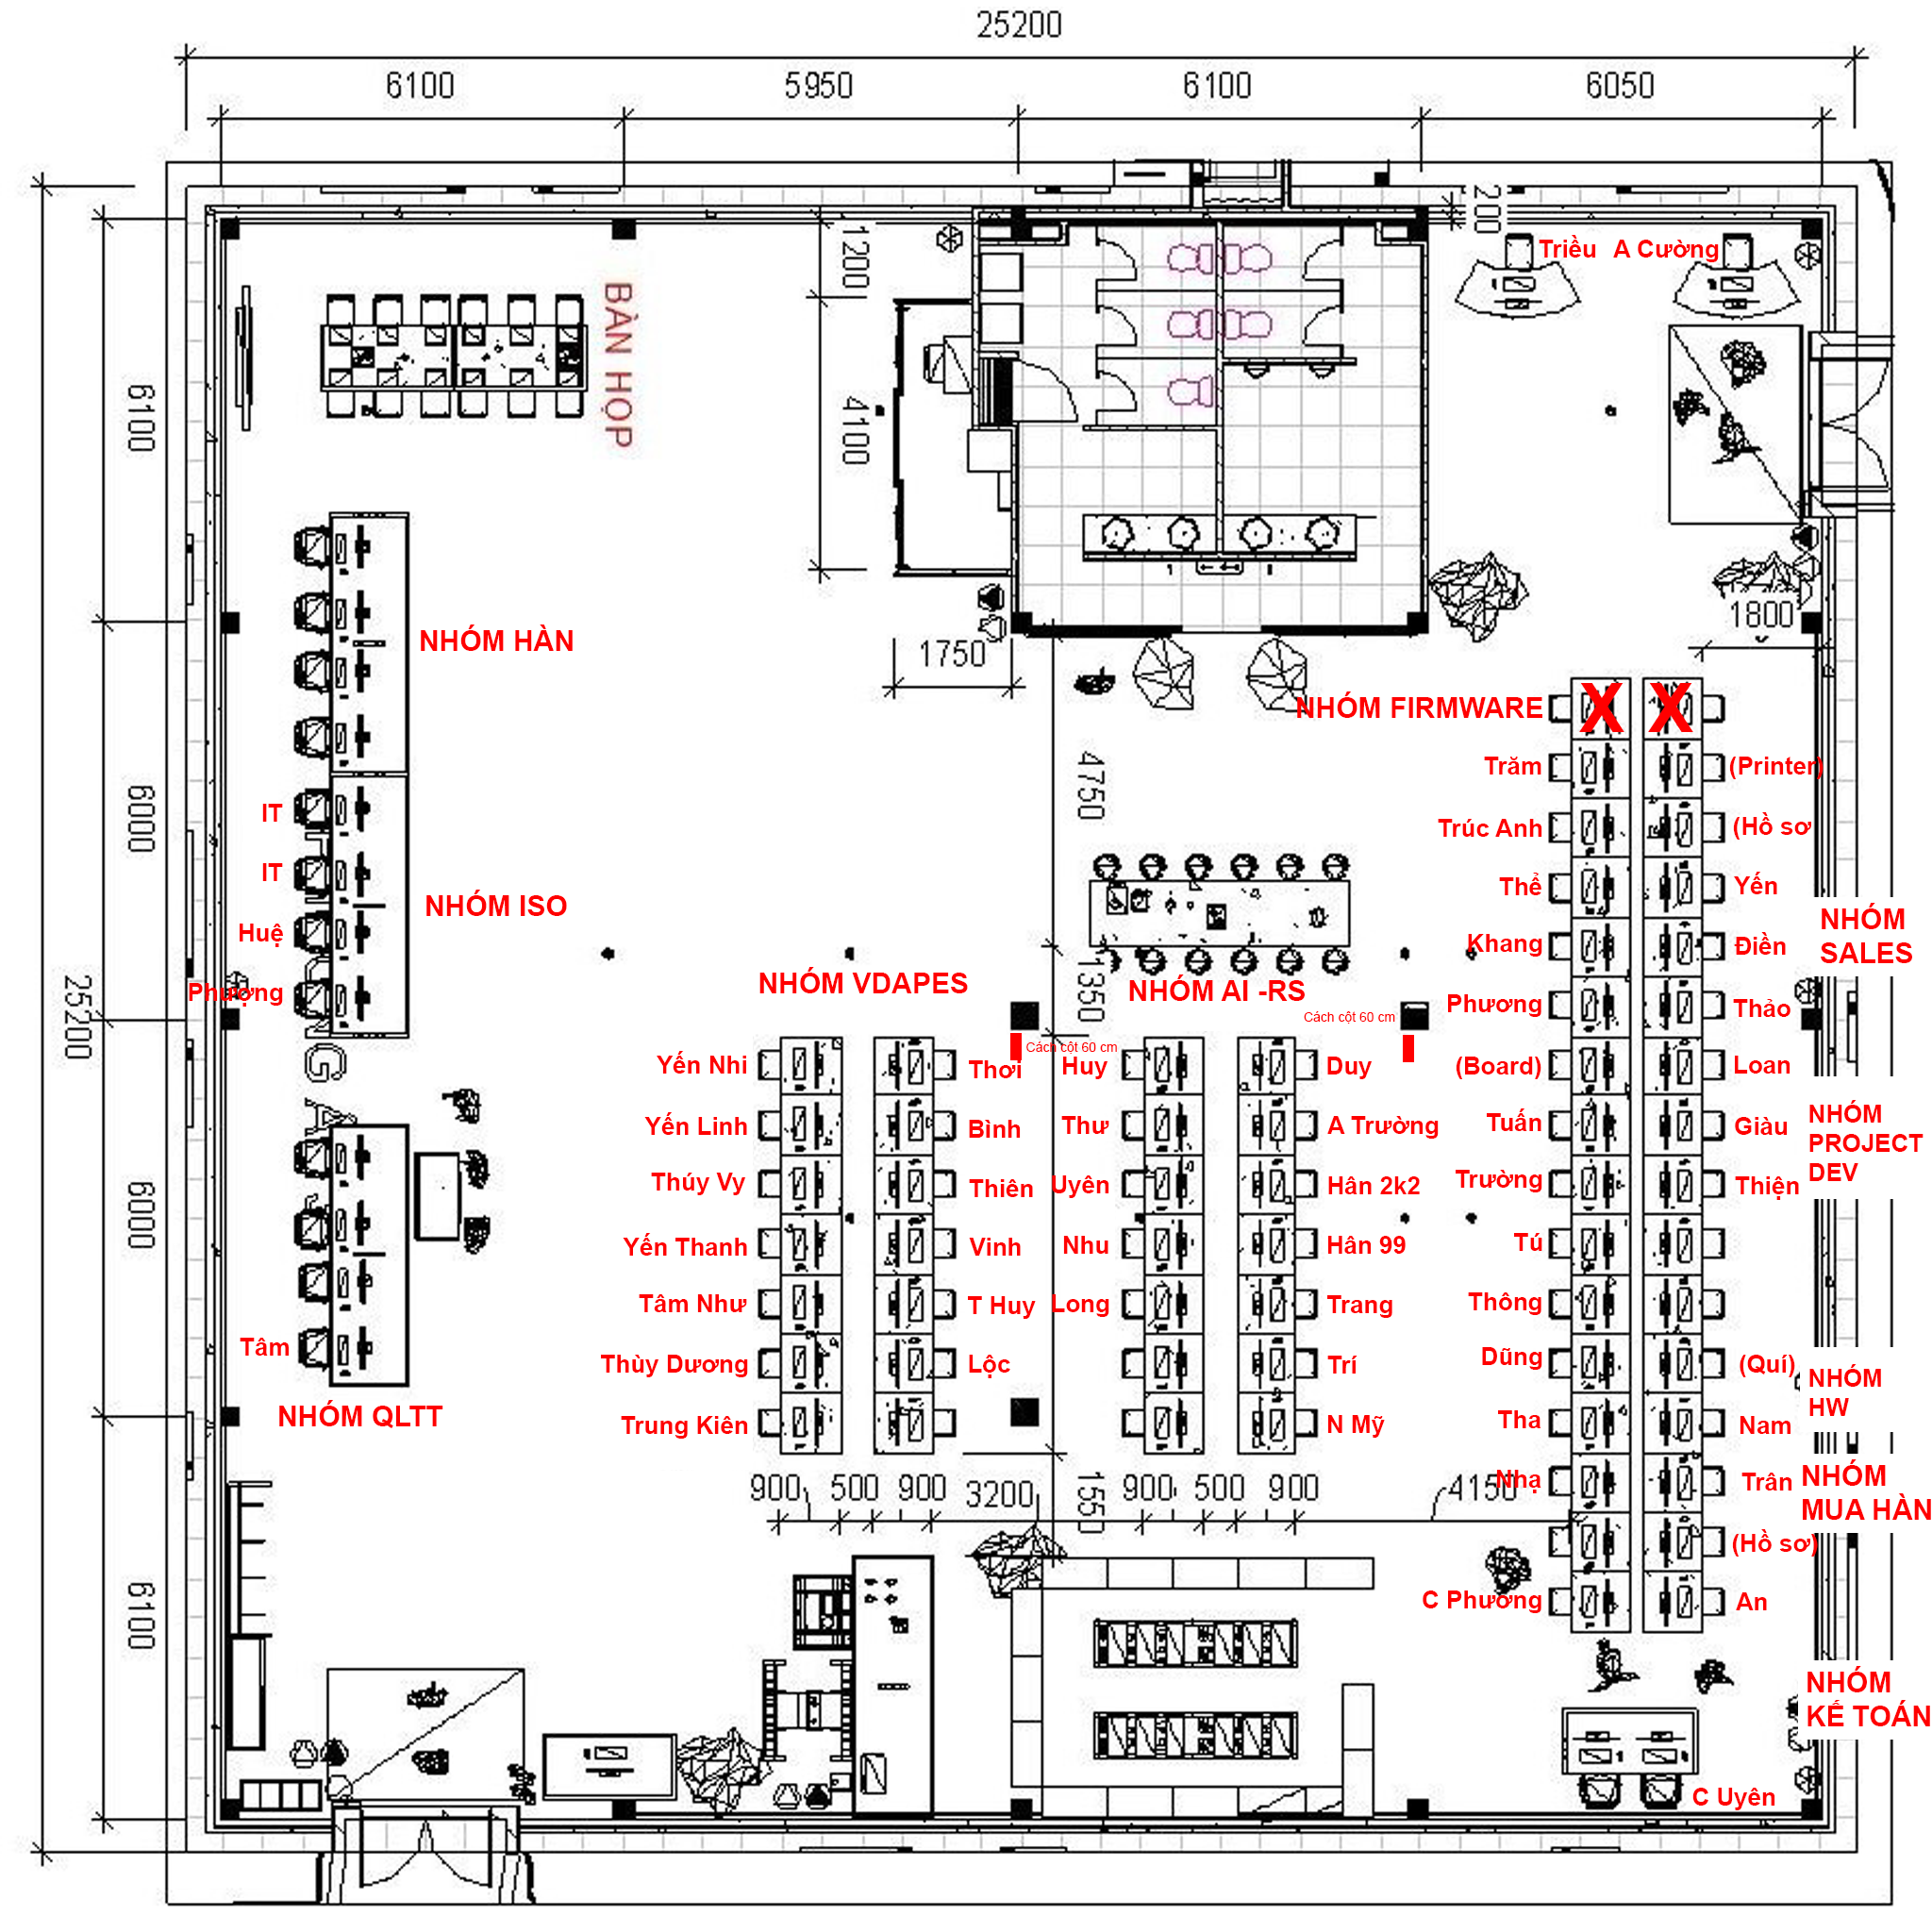 25200
6100 5950 6100 6050
1200
200
Triều A Cường
BÀN HỌP
6100
4100
NHÓM HÀN
1750
1800
NHÓM FIRMWARE X X
4750
Trăm (Printer)
6000
IT
Trúc Anh (Hồ sơ
IT
Thể Yến
NHÓM ISO
NHÓM
SALES
Huệ
Khang Điền
NHÓM VDAPES
NHÓM AI -RS
Phượng
1350
25200
Cách cột 60 cm
Phương Thảo
Cách cột 60 cm
Yến Nhi Thơi Huy Duy (Board) Loan
NHÓM
PROJECT
DEV
Yến Linh Bình Thư A Trường Tuấn Giàu
6000
Thúy Vy Thiên Uyên Hân 2k2 Trường Thiện
Yến Thanh Vinh Nhu Hân 99 Tú
Tâm Như T Huy Long Trang Thông
Tâm
Thùy Dương Lộc Trí Dũng (Quí)
NHÓM
HW
NHÓM QLTT
Trung Kiên N Mỹ Tha Nam
900 500 900 3200 1550 900 500 900 4150
Nhạ Trân
NHÓM
MUA HÀN
(Hồ sơ)
6100
C Phường An
NHÓM
KẾ TOÁN
C Uyên